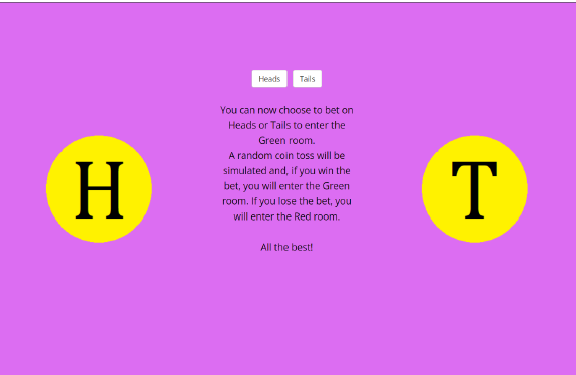 Heads Tails
You can now choose to bet on
Heads or Tails to enter the
Green room.
A random coin toss will be
simulated and, if you win the
bet, you will enter the Green
room. If you lose the bet, you
will enter the Red room.
All the best!
H
T